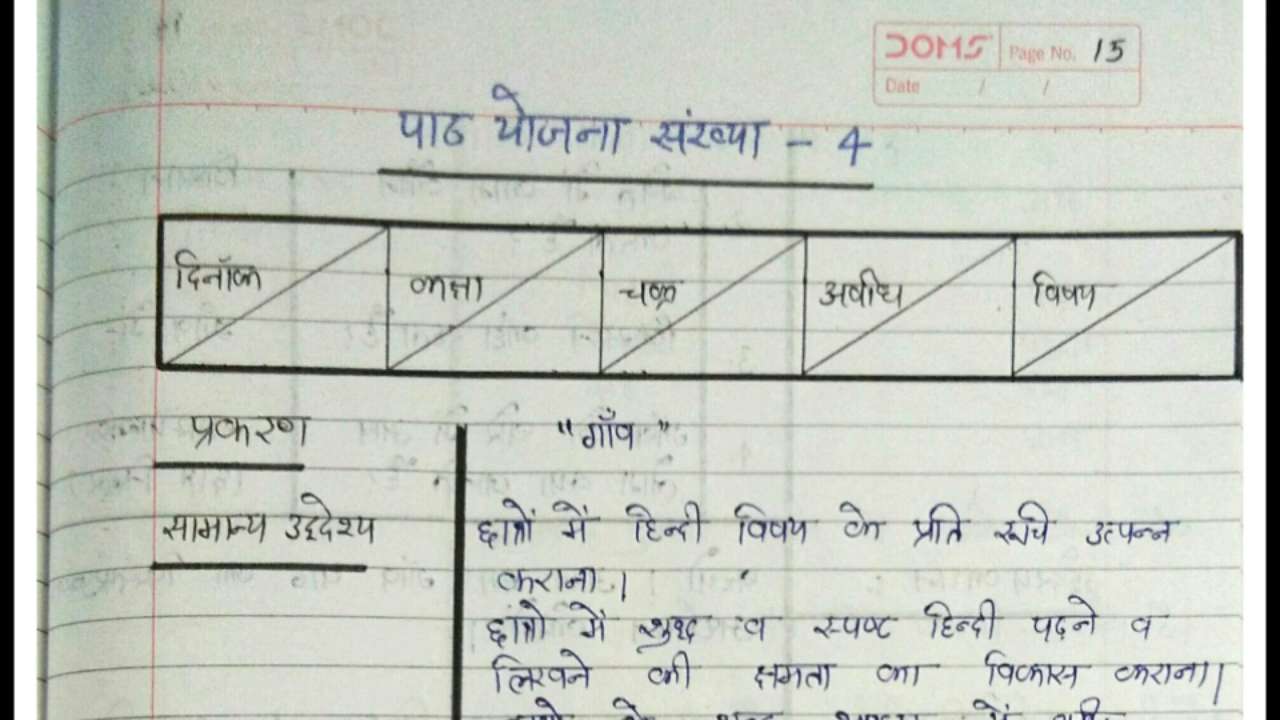 DOMS Page No. 15
Date / /
पाठ योजना संख्या - 4
दिनाँक कक्षा चक्र अवधि विषय
प्रकरण "गाँव"
सामान्य उद्देश्य छात्रों में हिन्दी विषय के प्रति रूचि उत्पन्न
कराना।
छात्रो में शुद्ध व स्पष्ट हिन्दी पढ़ने व
लिखने की क्षमता का विकास कराना।